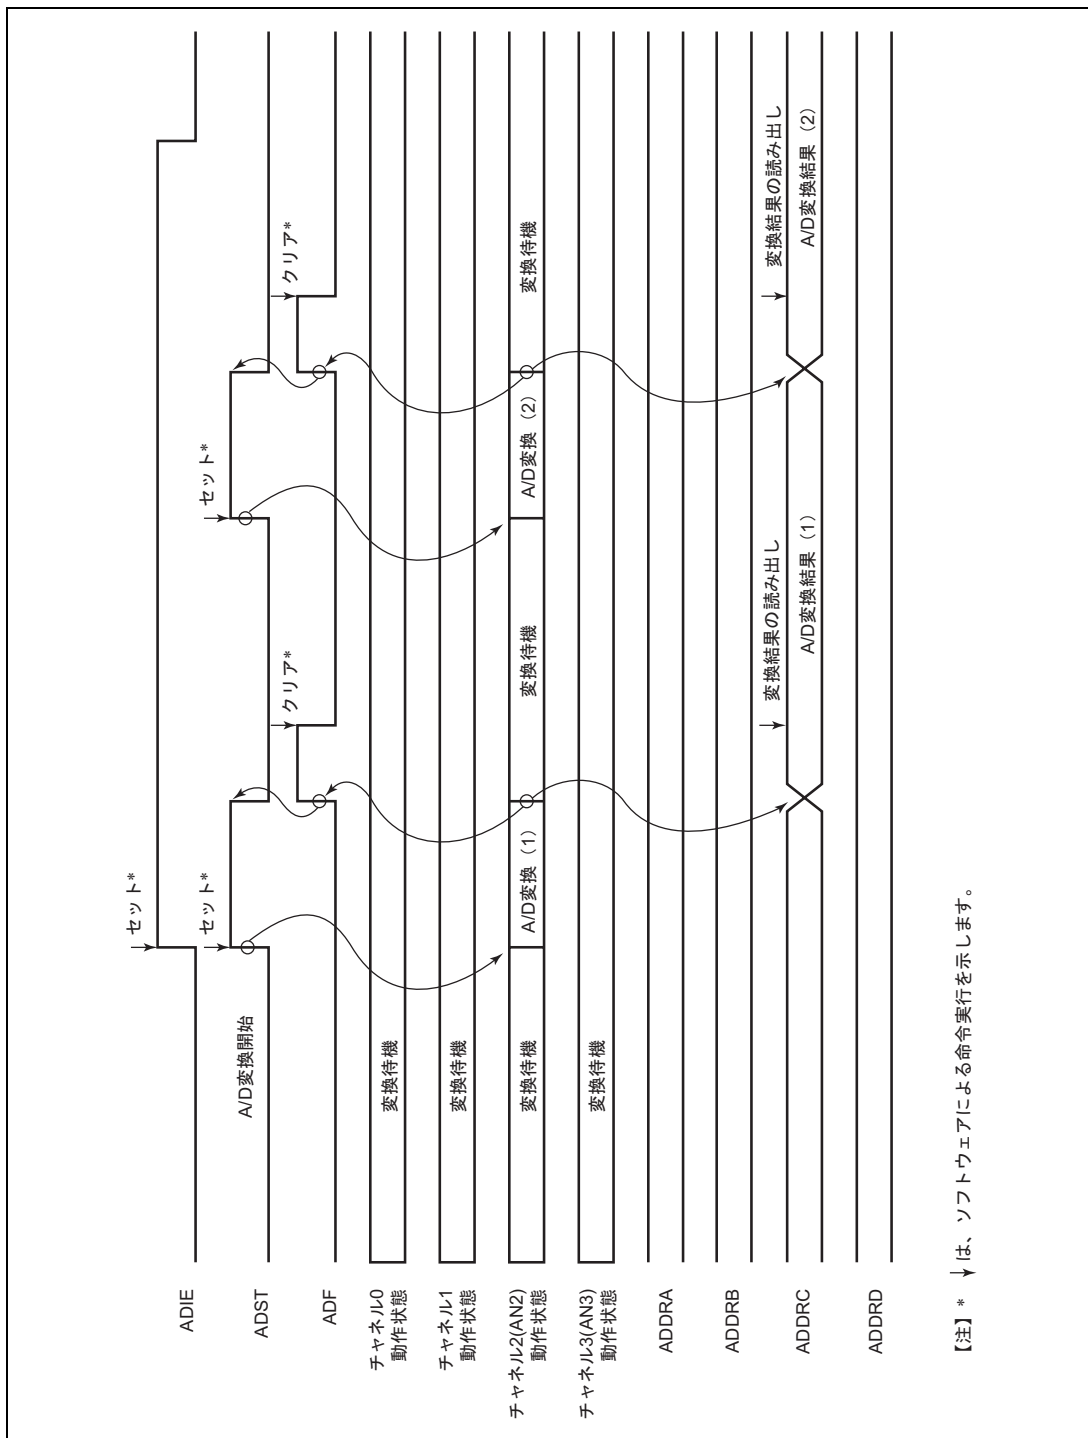 ADIE
セット*
ADST
A/D変換開始
セット*
セット*
ADF
クリア*
クリア*
チャネル0
動作状態
変換待機
チャネル1
動作状態
変換待機
チャネル2(AN2)
動作状態
変換待機
A/D変換（1）
変換待機
A/D変換（2）
変換待機
チャネル3(AN3)
動作状態
変換待機
ADDRA
ADDRB
ADDRC
変換結果の読み出し
A/D変換結果（1）
変換結果の読み出し
A/D変換結果（2）
ADDRD
【注】* ↓ は、ソフトウェアによる命令実行を示します。